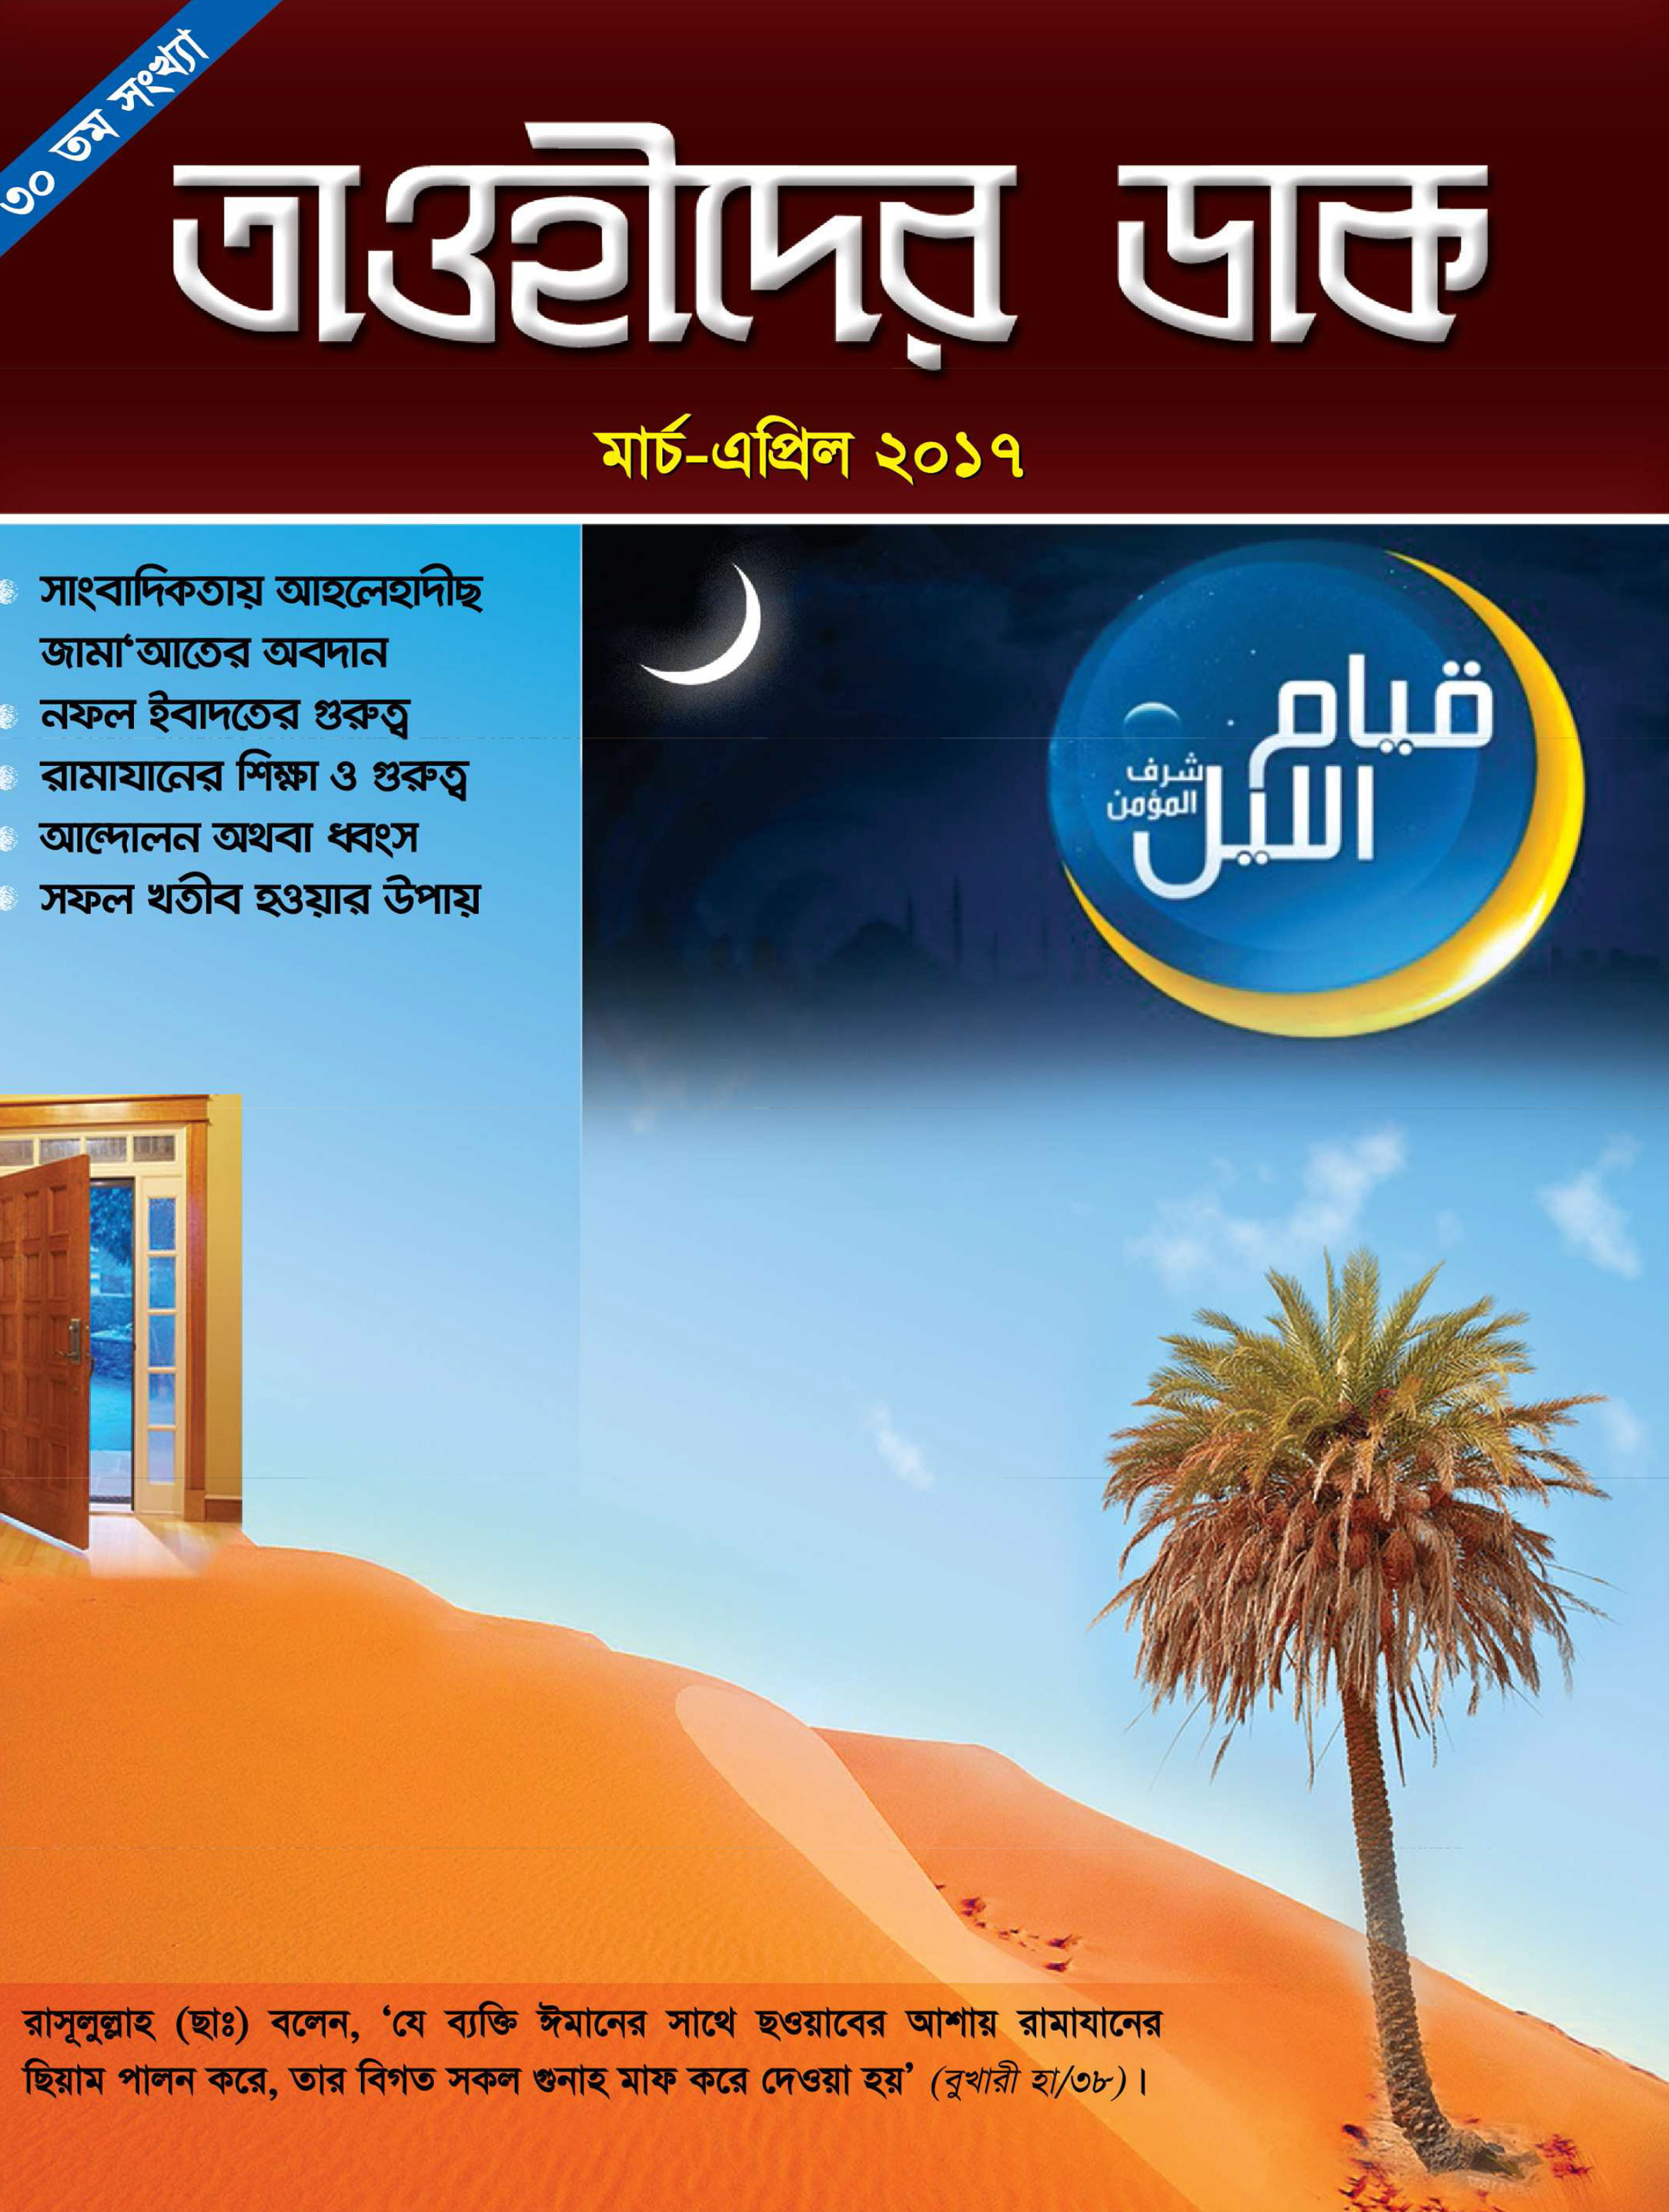 ৩০ তম সংখ্যা
তাওহীদের ডাক
মার্চ-এপ্রিল ২০১৭
সাংবাদিকতায় আহলেহাদীছ
জামা‘আতের অবদান
নফল ইবাদতের গুরুত্ব
রামাযানের শিক্ষা ও গুরুত্ব
আন্দোলন অথবা ধ্বংস
সফল খতীব হওয়ার উপায়
قيام
الليل
شرف
المؤمن
রাসূলুল্লাহ (ছাঃ) বলেন, ‘যে ব্যক্তি ঈমানের সাথে ছওয়াবের আশায় রামাযানের
ছিয়াম পালন করে, তার বিগত সকল গুনাহ মাফ করে দেওয়া হয়’ (বুখারী হা/৩৮)।